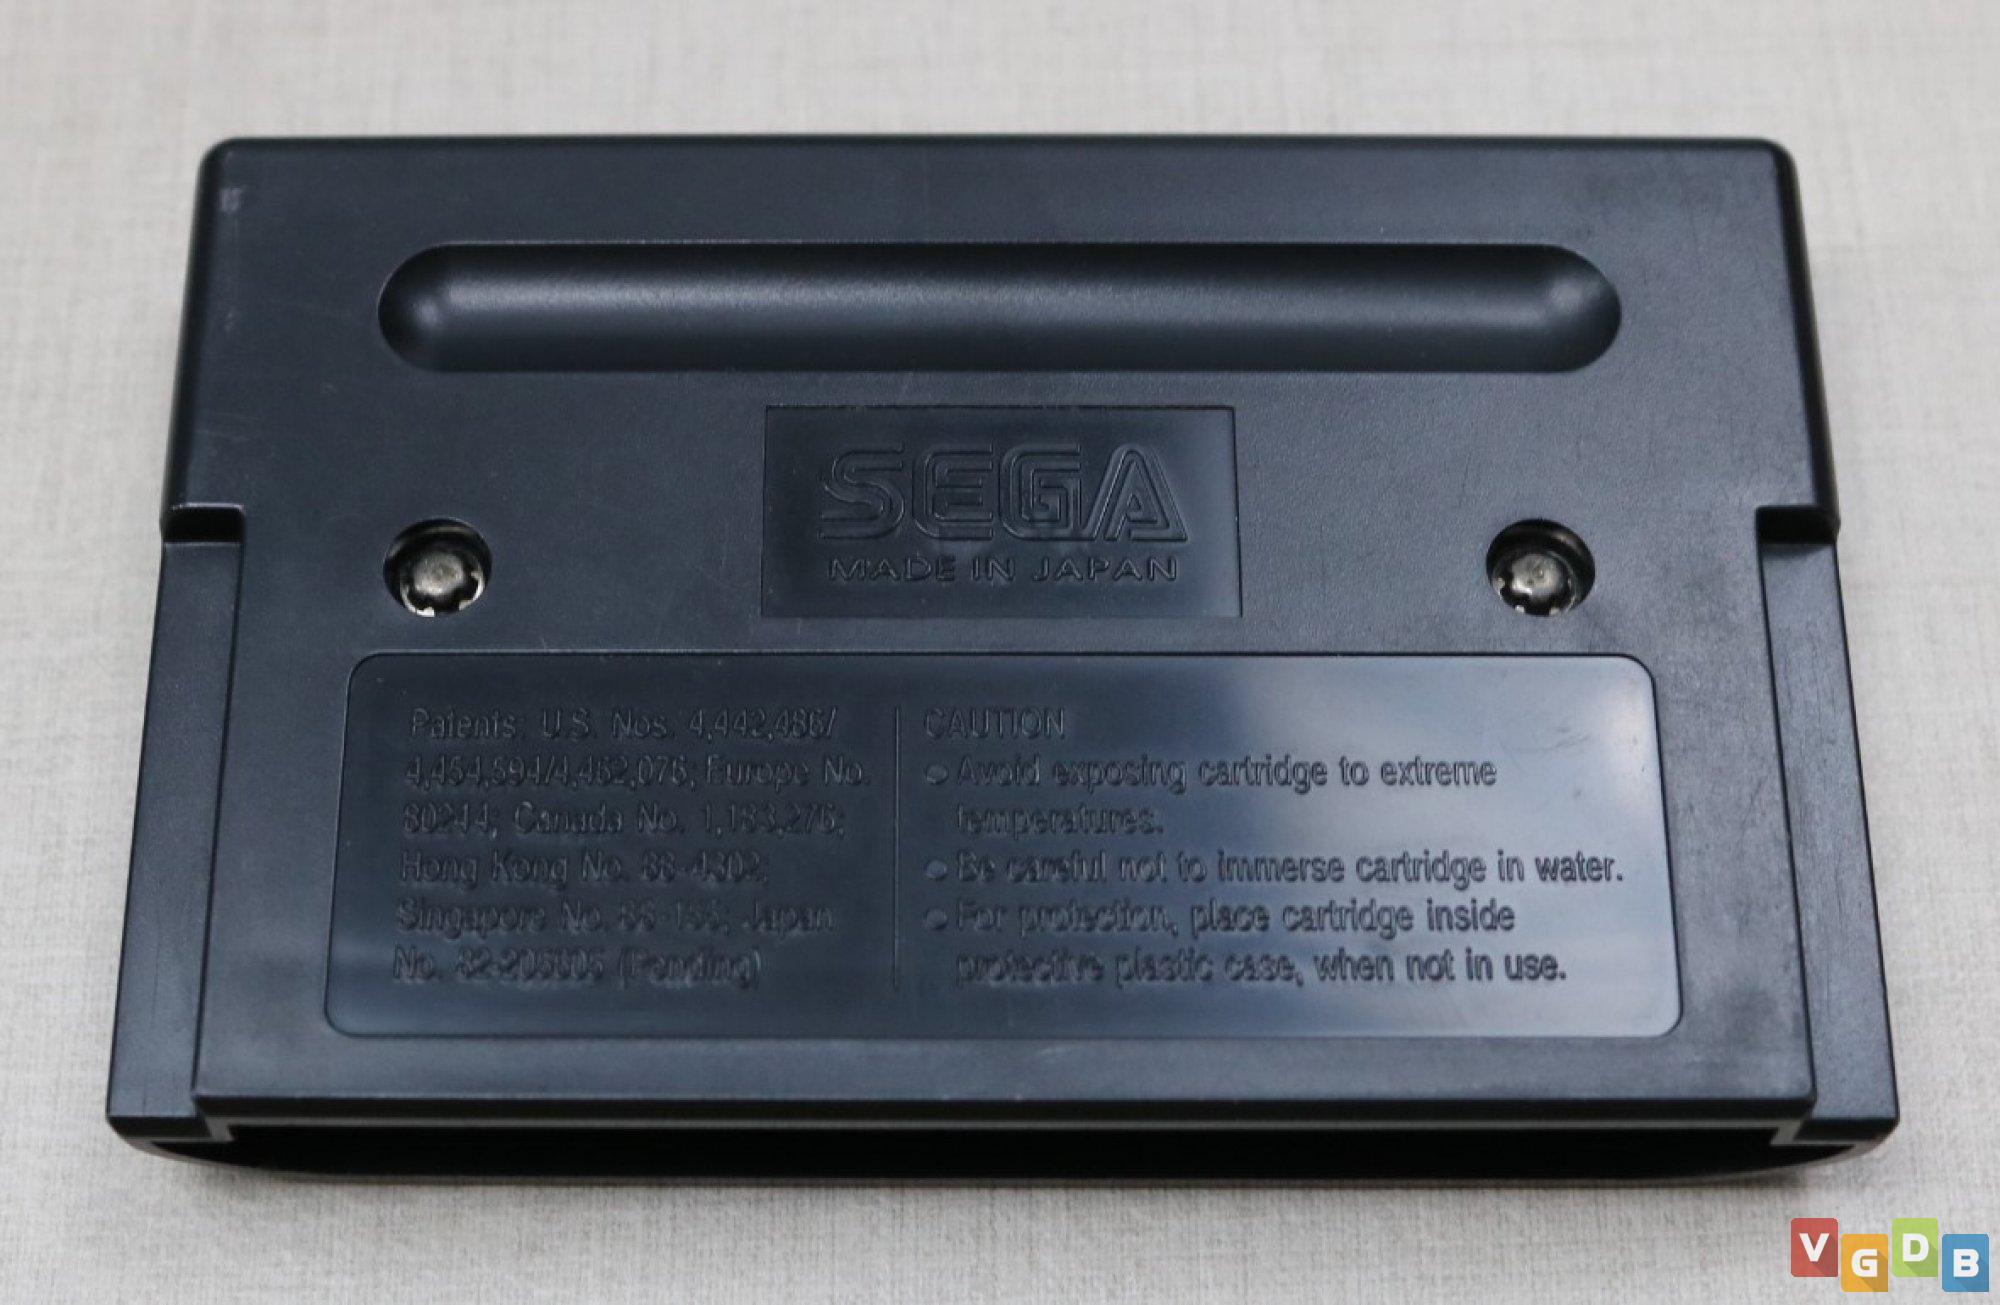 SEGA
MADE IN JAPAN
Patents: U.S. Nos. 4,442,486/
4,454,594/4,462,076; Europe No.
80244; Canada No. 1,183,276;
Hong Kong No. 88-4302;
Singapore No. 88-155; Japan
No. 82-205605 (Pending)
CAUTION
• Avoid exposing cartridge to extreme
temperatures.
• Be careful not to immerse cartridge in water.
• For protection, place cartridge inside
protective plastic case, when not in use.
VGDB